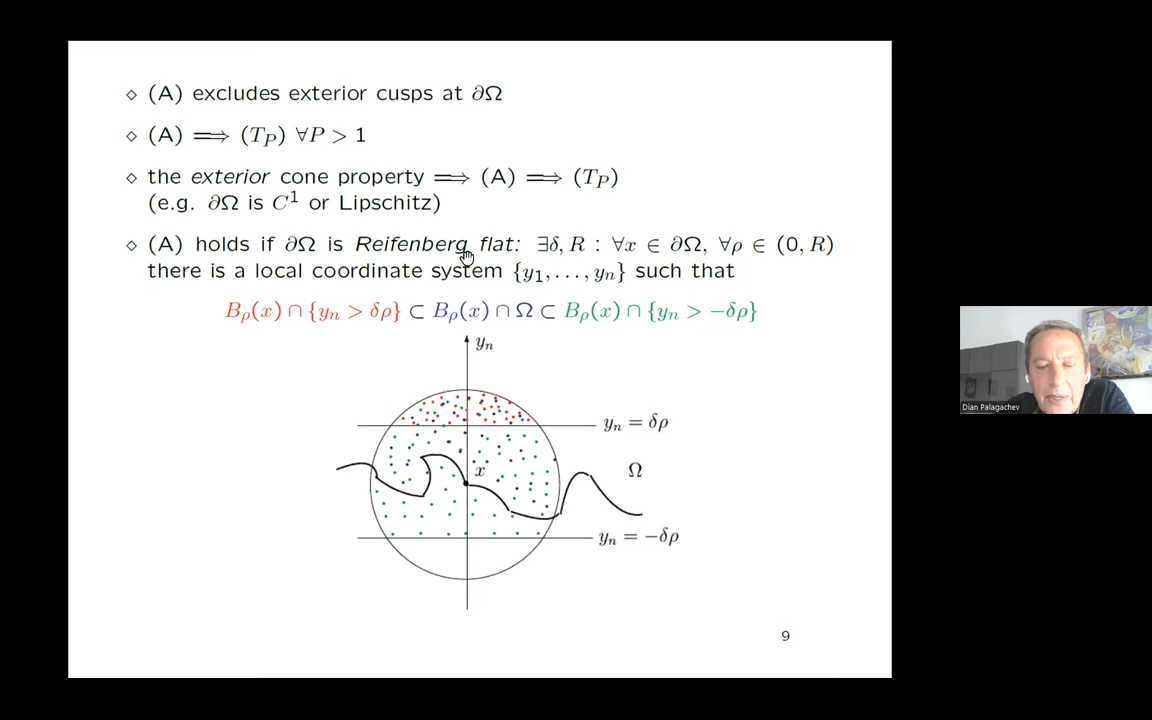 ◇ (A) excludes exterior cusps at ∂Ω
◇ (A) ⟹ (T_P) ∀P > 1
◇ the exterior cone property ⟹ (A) ⟹ (T_P)
(e.g. ∂Ω is C¹ or Lipschitz)
◇ (A) holds if ∂Ω is Reifenberg flat: ∃δ, R : ∀x ∈ ∂Ω, ∀ρ ∈ (0, R)
there is a local coordinate system {y₁, . . . , yₙ} such that
B_ρ(x) ∩ {yₙ > δρ} ⊂ B_ρ(x) ∩ Ω ⊂ B_ρ(x) ∩ {yₙ > −δρ}
yₙ
yₙ = δρ
x
Ω
yₙ = −δρ
9
Dian Palagachev